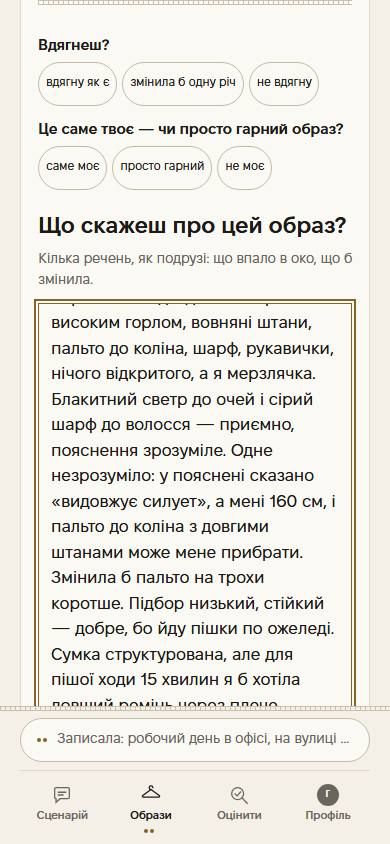 Вдягнеш?
вдягну як є
змінила б одну річ
не вдягну
Це саме твоє — чи просто гарний образ?
саме моє
просто гарний
не моє
Що скажеш про цей образ?
Кілька речень, як подрузі: що впало в око, що б
змінила.
високим горлом, вовняні штани,
пальто до коліна, шарф, рукавички,
нічого відкритого, а я мерзлячка.
Блакитний светр до очей і сірий
шарф до волосся — приємно,
пояснення зрозуміле. Одне
незрозуміло: у поясненi сказано
«видовжує силует», а мені 160 см, і
пальто до коліна з довгими
штанами може мене прибрати.
Змінила б пальто на трохи
коротше. Підбор низький, стійкий
— добре, бо йду пішки по ожеледі.
Сумка структурована, але для
пішої ходи 15 хвилин я б хотіла
довший ремінь через плече
Записала: робочий день в офісі, на вулиці ...
Сценарій
Образи
Оцінити
Г
Профіль